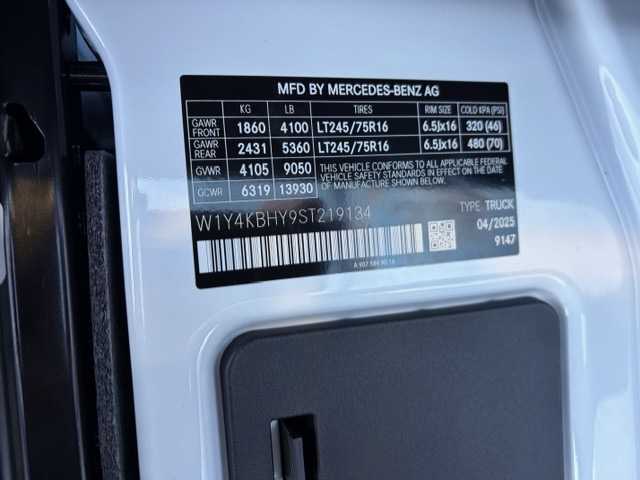 MFD BY MERCEDES-BENZ AG
KG LB TIRES RIM SIZE COLD KPA (PSI)
GAWR FRONT 1860 4100 LT245/75R16 6.5Jx16 320 (46)
GAWR REAR 2431 5360 LT245/75R16 6.5Jx16 480 (70)
GVWR 4105 9050
GCWR 6319 13930
THIS VEHICLE CONFORMS TO ALL APPLICABLE FEDERAL
MOTOR VEHICLE SAFETY STANDARDS IN EFFECT ON THE DATE
OF MANUFACTURE SHOWN ABOVE.
W1Y4KBHY9ST219134
TYPE TRUCK
04/2025
9147